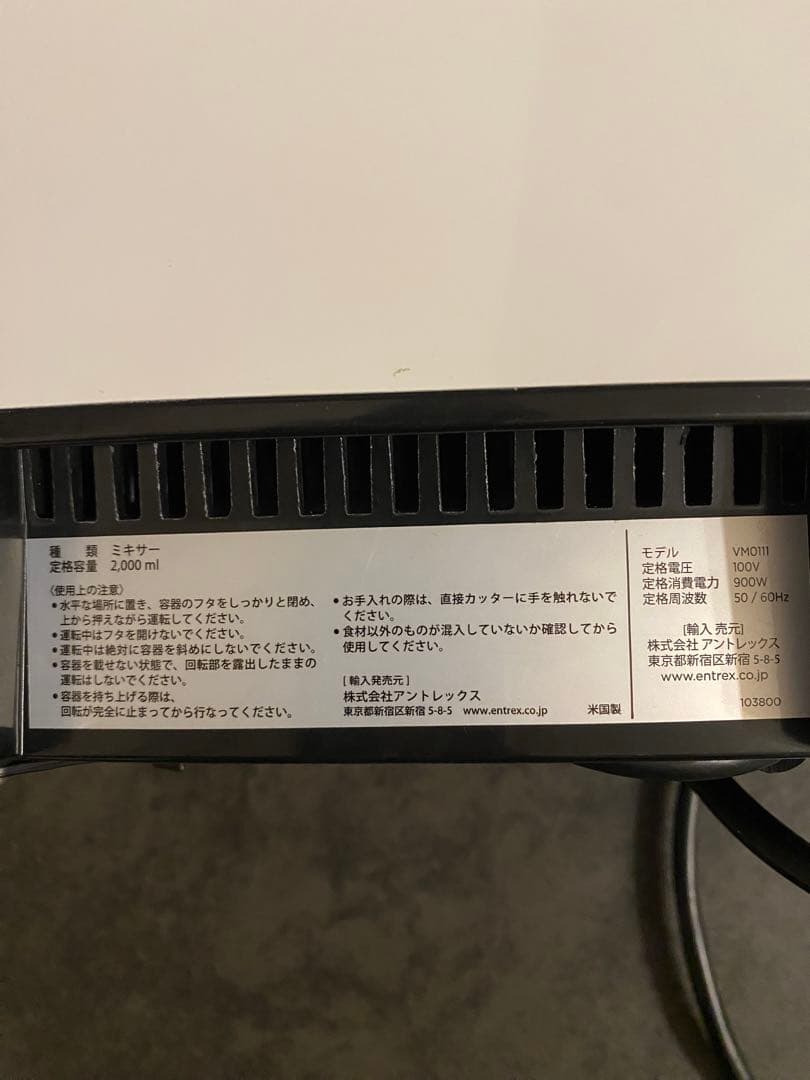 種　類　ミキサー
定格容量　2,000 ml
〈使用上の注意〉
●水平な場所に置き、容器のフタをしっかりと閉め、
上から押えながら運転してください。
●運転中はフタを開けないでください。
●運転中は絶対に容器を斜めにしないでください。
●容器を載せない状態で、回転部を露出したままの
運転はしないでください。
●容器を持ち上げる際は、
回転が完全に止まってから行なってください。
●お手入れの際は、直接カッターに手を触れないで
ください。
●食材以外のものが混入していないか確認してから
使用してください。
[ 輸入発売元 ]
株式会社アントレックス
東京都新宿区新宿 5-8-5　www.entrex.co.jp　米国製
モデル　VM0111
定格電圧　100V
定格消費電力　900W
定格周波数　50 / 60Hz
[輸入 売元]
株式会社 アントレックス
東京都新宿区新宿 5-8-5
www.entrex.co.jp
103800